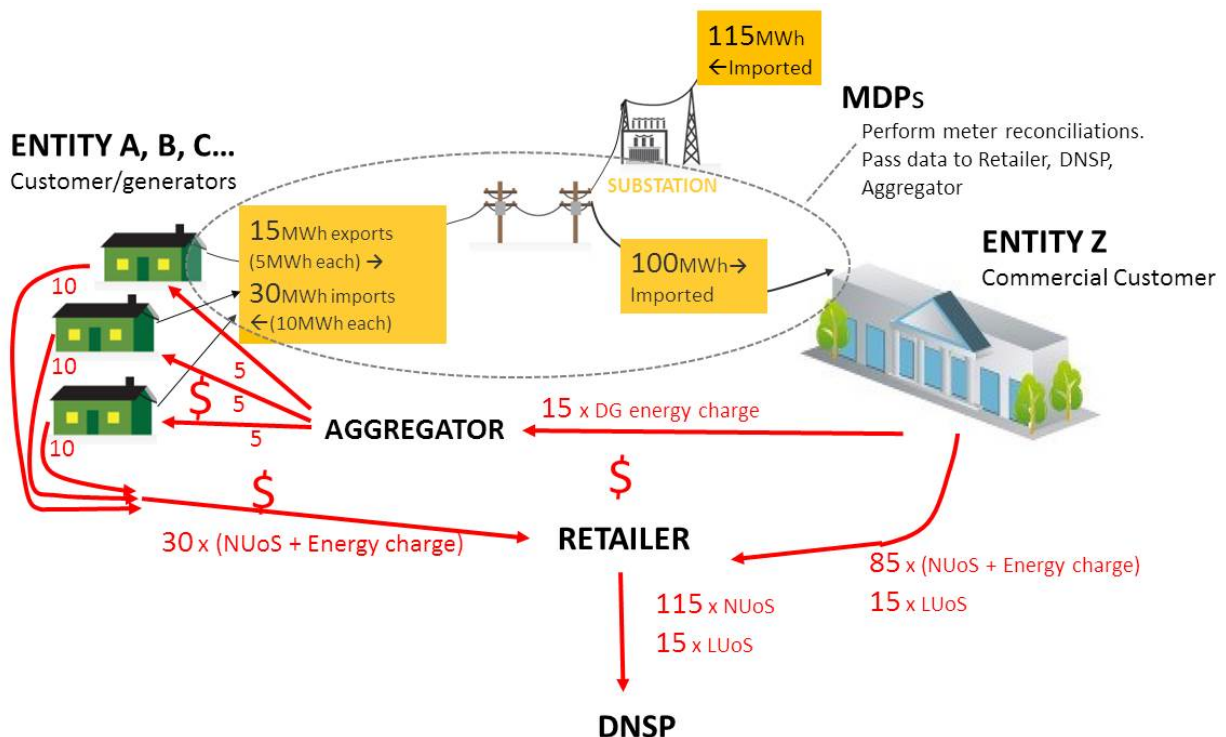 115MWh
←Imported
MDPs
Perform meter reconciliations.
Pass data to Retailer, DNSP,
Aggregator
ENTITY A, B, C...
Customer/generators
SUBSTATION
15MWh exports
(5MWh each) →
30MWh imports
←(10MWh each)
100MWh→
Imported
ENTITY Z
Commercial Customer
10
10
10
5
$
5
5
AGGREGATOR
15 x DG energy charge
$
$
30 x (NUoS + Energy charge)
RETAILER
85 x (NUoS + Energy charge)
15 x LUoS
115 x NUoS
15 x LUoS
DNSP